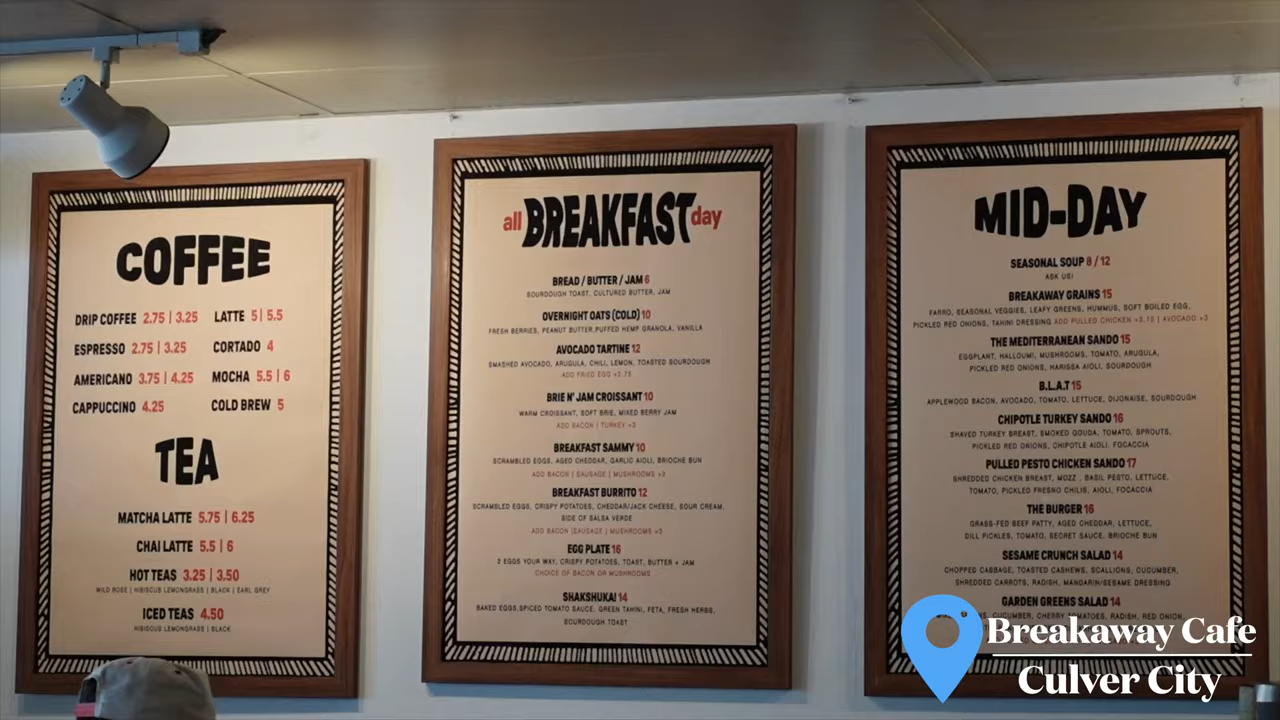 COFFEE
DRIP COFFEE 2.75 | 3.25 LATTE 5 | 5.5
ESPRESSO 2.75 | 3.25 CORTADO 4
AMERICANO 3.75 | 4.25 MOCHA 5.5 | 6
CAPPUCCINO 4.25 COLD BREW 5
TEA
MATCHA LATTE 5.75 | 6.25
CHAI LATTE 5.5 | 6
HOT TEAS 3.25 | 3.50
WILD ROSE | HIBISCUS LEMONGRASS | BLACK | EARL GREY
ICED TEAS 4.50
HIBISCUS LEMONGRASS | BLACK
all BREAKFAST day
BREAD / BUTTER / JAM 6
SOURDOUGH TOAST, CULTURED BUTTER, JAM
OVERNIGHT OATS (COLD) 10
FRESH BERRIES, PEANUT BUTTER, PUFFED HEMP GRANOLA, VANILLA
AVOCADO TARTINE 12
SMASHED AVOCADO, ARUGULA, CHILI, LEMON, TOASTED SOURDOUGH
ADD FRIED EGG +2.75
BRIE N' JAM CROISSANT 10
WARM CROISSANT, SOFT BRIE, MIXED BERRY JAM
ADD BACON | TURKEY +3
BREAKFAST SAMMY 10
SCRAMBLED EGGS, AGED CHEDDAR, GARLIC AIOLI, BRIOCHE BUN
ADD BACON | SAUSAGE | MUSHROOMS +3
BREAKFAST BURRITO 12
SCRAMBLED EGGS, CRISPY POTATOES, CHEDDAR/JACK CHEESE, SOUR CREAM,
SIDE OF SALSA VERDE
ADD BACON |SAUSAGE | MUSHROOMS +3
EGG PLATE 16
2 EGGS YOUR WAY, CRISPY POTATOES, TOAST, BUTTER + JAM
CHOICE OF BACON OR MUSHROOMS
SHAKSHUKA! 14
BAKED EGGS, SPICED TOMATO SAUCE, GREEN TAHINI, FETA, FRESH HERBS,
SOURDOUGH TOAST
MID-DAY
SEASONAL SOUP 8 / 12
ASK US!
BREAKAWAY GRAINS 15
FARRO, SEASONAL VEGGIES, LEAFY GREENS, HUMMUS, SOFT BOILED EGG,
PICKLED RED ONIONS, TAHINI DRESSING ADD PULLED CHICKEN | AVOCADO +3
THE MEDITERRANEAN SANDO 15
EGGPLANT, HALLOUMI, MUSHROOMS, TOMATO, ARUGULA,
PICKLED RED ONIONS, HARISSA AIOLI, SOURDOUGH
B.L.A.T 15
APPLEWOOD BACON, AVOCADO, TOMATO, LETTUCE, DIJONAISE, SOURDOUGH
CHIPOTLE TURKEY SANDO 16
SHAVED TURKEY BREAST, SMOKED GOUDA, TOMATO, SPROUTS,
PICKLED RED ONIONS, CHIPOTLE AIOLI, FOCACCIA
PULLED PESTO CHICKEN SANDO 17
SHREDDED CHICKEN BREAST, MOZZ , BASIL PESTO, LETTUCE,
TOMATO, PICKLED FRESNO CHILIS, AIOLI, FOCACCIA
THE BURGER 16
GRASS-FED BEEF PATTY, AGED CHEDDAR, LETTUCE,
DILL PICKLES, TOMATO, SECRET SAUCE, BRIOCHE BUN
SESAME CRUNCH SALAD 14
CHOPPED CABBAGE, TOASTED CASHEWS, SCALLIONS, CUCUMBER,
SHREDDED CARROTS, RADISH, MANDARIN/SESAME DRESSING
GARDEN GREENS SALAD 14
CUCUMBER, CHERRY TOMATOES, RADISH, RED ONION,
Breakaway Cafe
Culver City